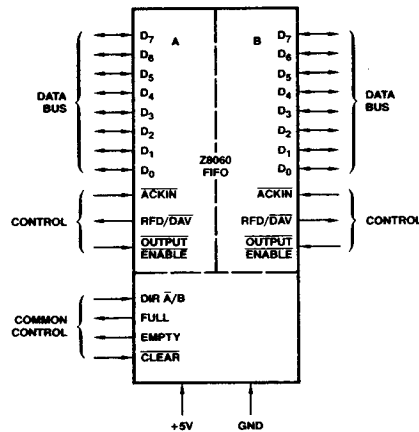 A B
D7 D7
D6 D6
D5 D5
DATA BUS D4 D4 DATA BUS
D3 D3
D2 D2
D1 D1
D0 D0
Z8060
FIFO
ACKIN ACKIN
CONTROL RFD/DAV RFD/DAV CONTROL
OUTPUT OUTPUT
ENABLE ENABLE
DIR A/B
COMMON CONTROL FULL
EMPTY
CLEAR
+5V GND